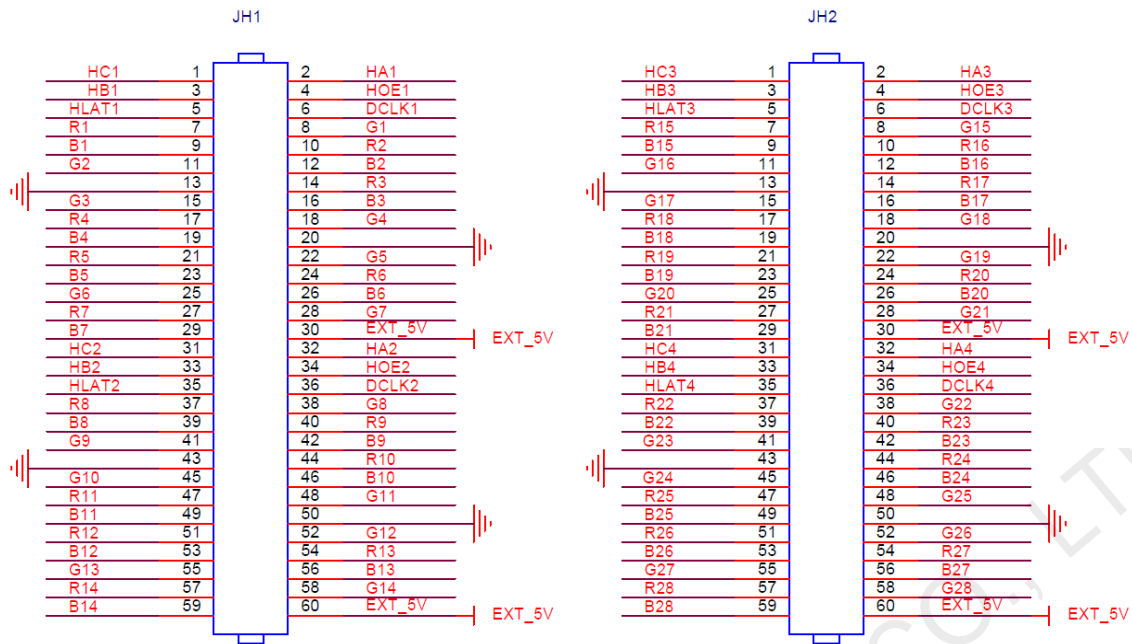 JH1 JH2
HC1 1 2 HA1 HC3 1 2 HA3
HB1 3 4 HOE1 HB3 3 4 HOE3
HLAT1 5 6 DCLK1 HLAT3 5 6 DCLK3
R1 7 8 G1 R15 7 8 G15
B1 9 10 R2 B15 9 10 R16
G2 11 12 B2 G16 11 12 B16
13 14 R3 13 14 R17
G3 15 16 B3 G17 15 16 B17
R4 17 18 G4 R18 17 18 G18
B4 19 20 B18 19 20
R5 21 22 G5 R19 21 22 G19
B5 23 24 R6 B19 23 24 R20
G6 25 26 B6 G20 25 26 B20
R7 27 28 G7 R21 27 28 G21
B7 29 30 EXT_5V EXT_5V B21 29 30 EXT_5V EXT_5V
HC2 31 32 HA2 HC4 31 32 HA4
HB2 33 34 HOE2 HB4 33 34 HOE4
HLAT2 35 36 DCLK2 HLAT4 35 36 DCLK4
R8 37 38 G8 R22 37 38 G22
B8 39 40 R9 B22 39 40 R23
G9 41 42 B9 G23 41 42 B23
43 44 R10 43 44 R24
G10 45 46 B10 G24 45 46 B24
R11 47 48 G11 R25 47 48 G25
B11 49 50 B25 49 50
R12 51 52 G12 R26 51 52 G26
B12 53 54 R13 B26 53 54 R27
G13 55 56 B13 G27 55 56 B27
R14 57 58 G14 R28 57 58 G28
B14 59 60 EXT_5V EXT_5V B28 59 60 EXT_5V EXT_5V
CO., LT